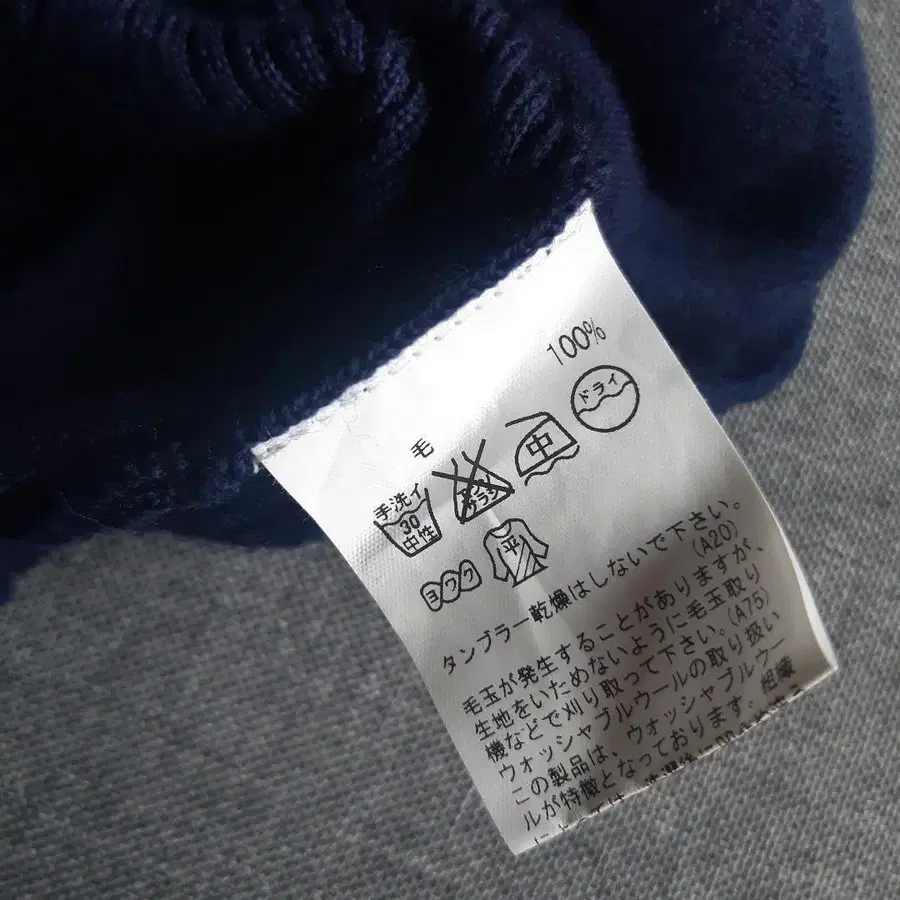 毛 100%
手洗イ
30
中性
サラシ
中
ドライ
ヨワク
平
タンブラー乾燥はしないで下さい。
(A20)
毛玉が発生することがありますが、
生地をいためないように毛玉取り
機などで刈り取って下さい。(A75)
ウォッシャブルウールの取り扱い
この製品は、ウォッシャブルウー
ルが特徴となっております。組織